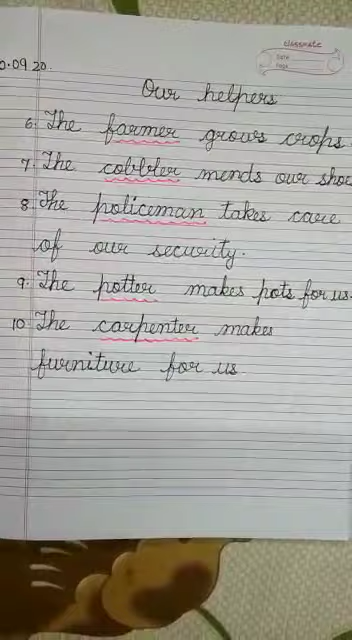 classmate
Date
Page
0.09 20.
Our helpers
6. The farmer grows crops.
7. The cobbler mends our shoe
8. The policeman takes care
of our security.
9. The potter makes pots for us.
10. The carpenter makes
furniture for us